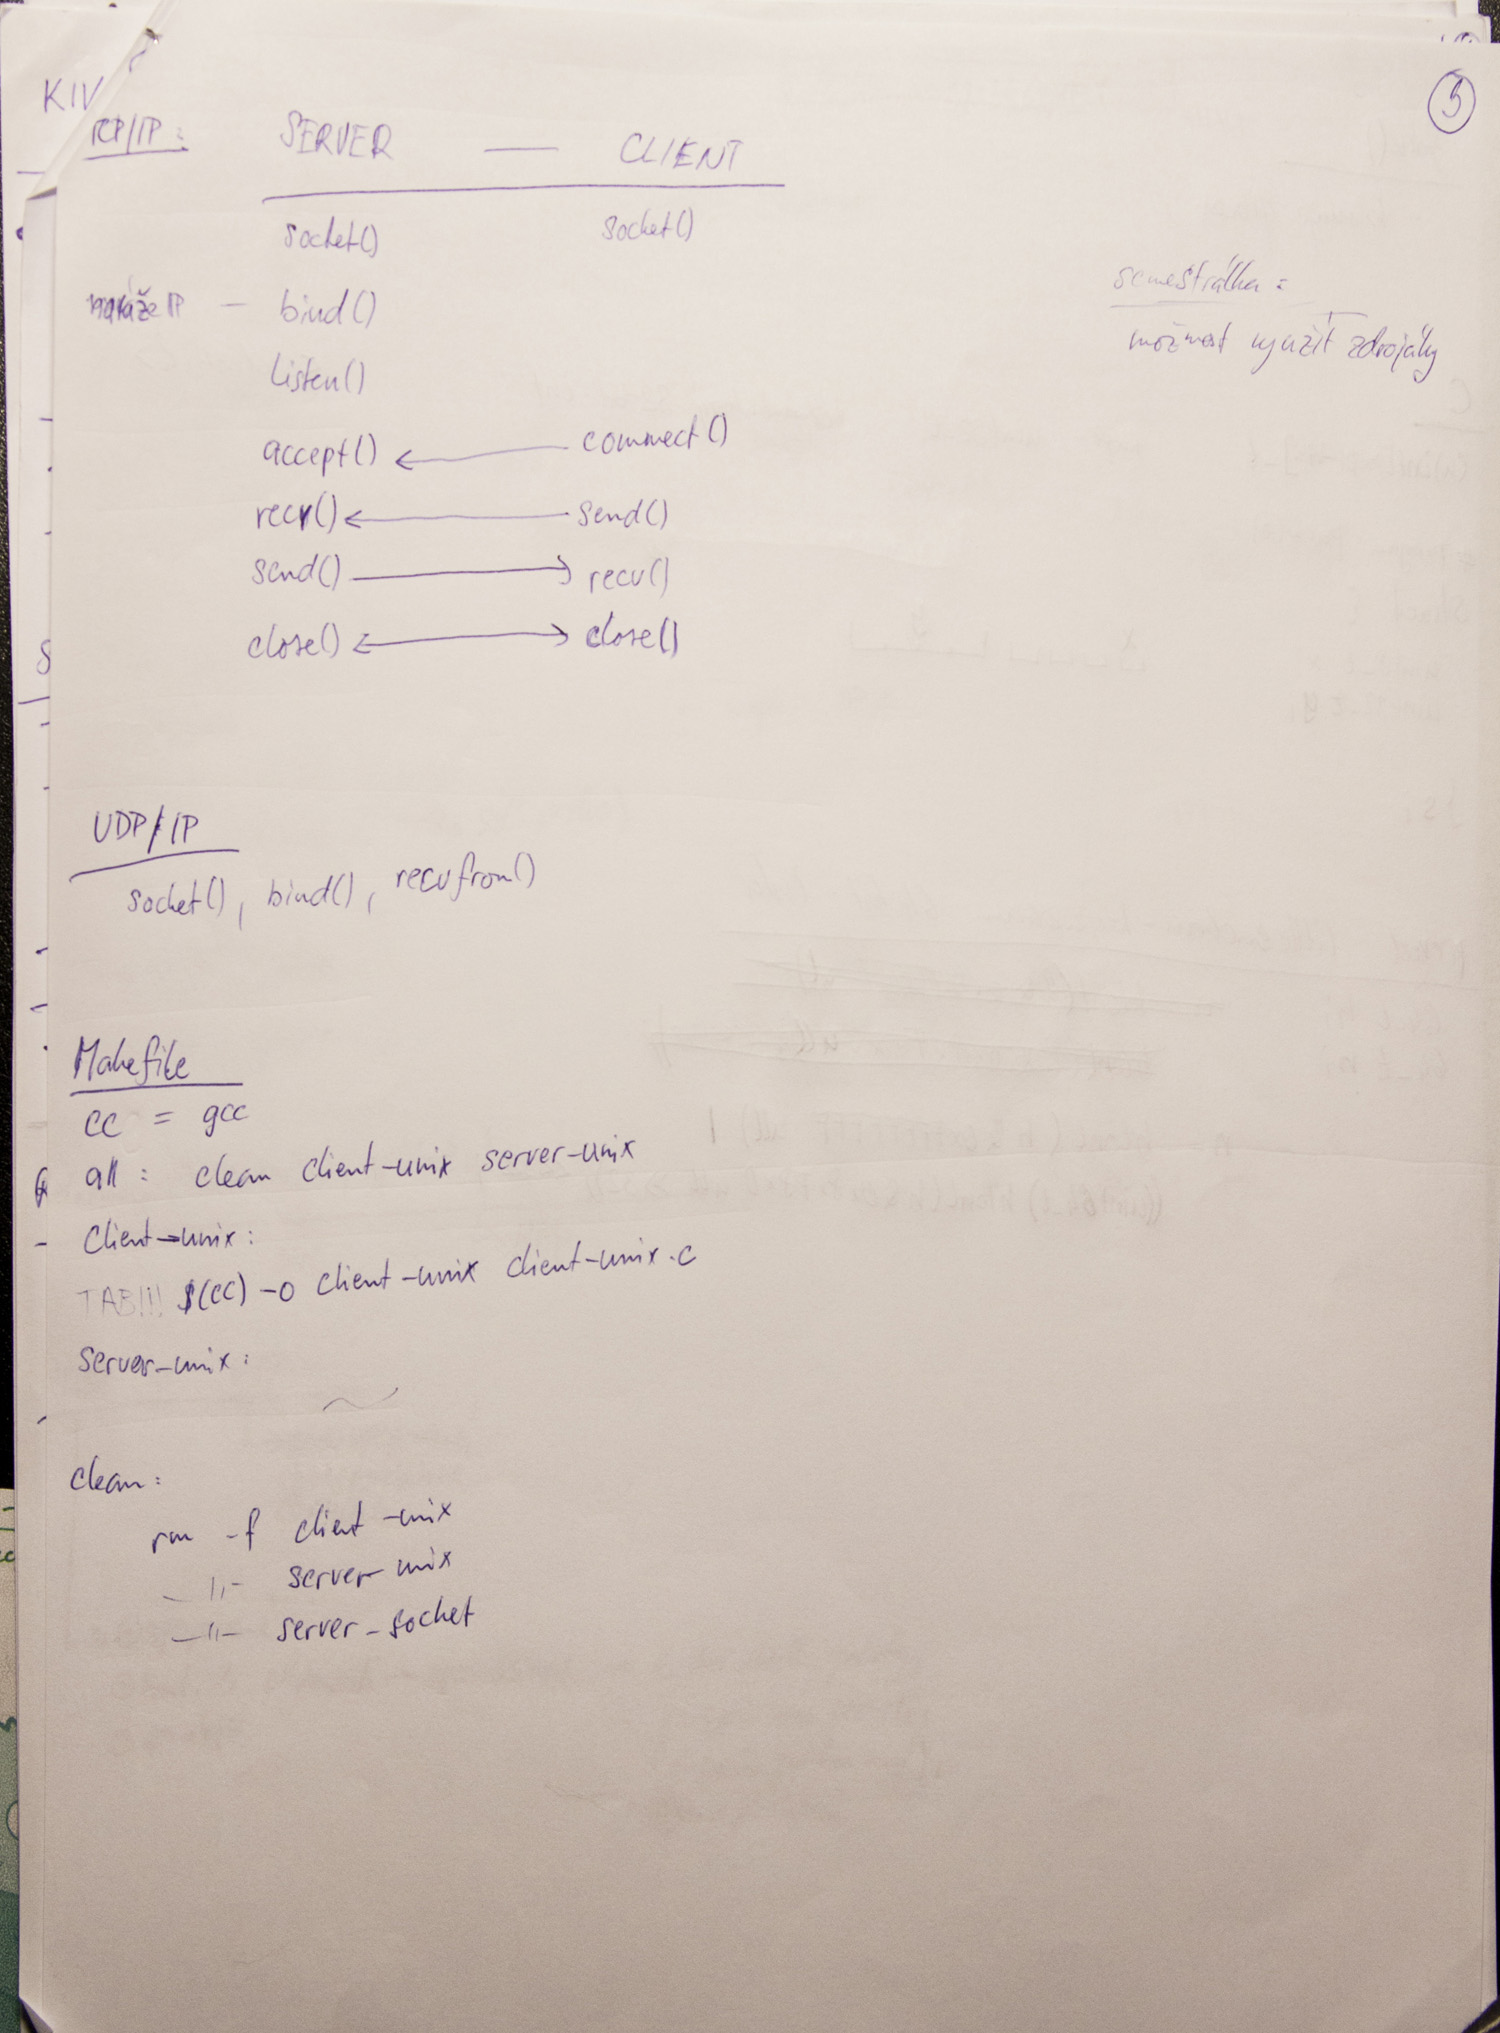 KIV
5
TCP/IP: SERVER — CLIENT
socket() socket()
semestrálka:
možnost využít zdrojáky
IP - bind()
listen()
accept() ← connect()
recv() ← send()
send() → recv()
close() ↔ close()
UDP/IP
socket(), bind(), recvfrom()
Makefile
CC = gcc
all: clean client-unix server-unix
client-unix:
TAB!!! $(CC) -o client-unix client-unix.c
server-unix:
~
clean:
rm -f client-unix
-"- server-unix
-"- server-socket